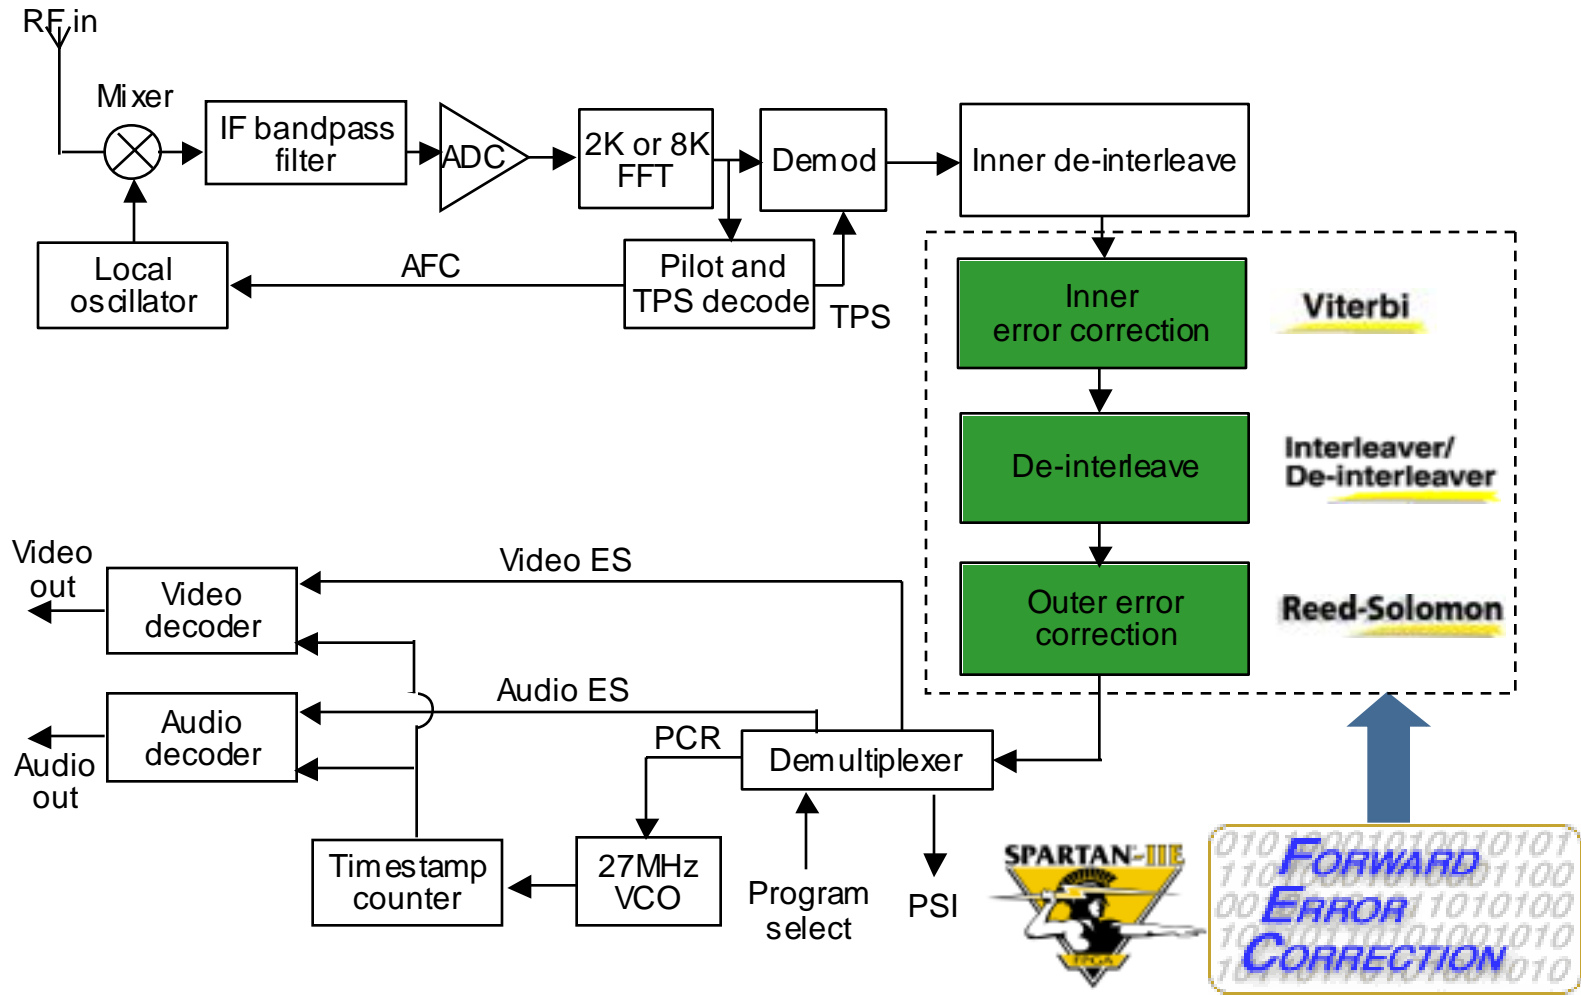 RF in
Mixer
IF bandpass
filter
ADC
2K or 8K
FFT
Demod
Inner de-interleave
Local
oscillator
AFC
Pilot and
TPS decode
TPS
Inner
error correction
Viterbi
De-interleave
Interleaver/
De-interleaver
Outer error
correction
Reed-Solomon
Video
out
Video
decoder
Video ES
Audio ES
Audio
decoder
Audio
out
PCR
Demultiplexer
Timestamp
counter
27MHz
VCO
Program
select
PSI
SPARTAN-IIE
FPGA
FORWARD
ERROR
CORRECTION